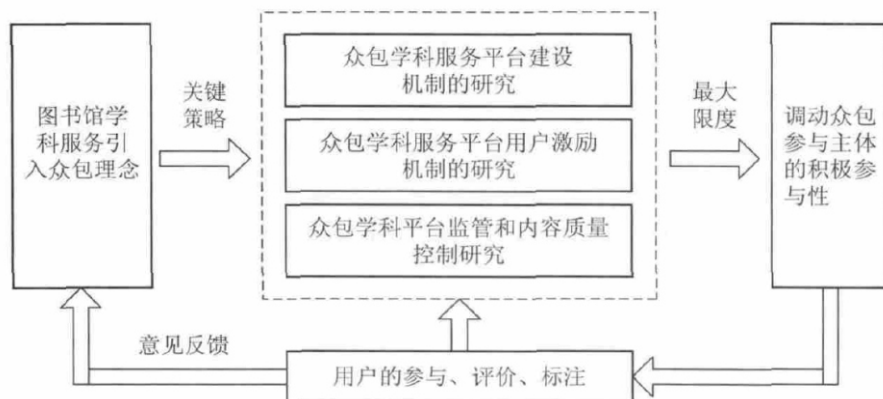 图书馆学
科服务引
入众包理念
关键
策略
众包学科服务平台建设
机制的研究
众包学科服务平台用户激励
机制的研究
众包学科平台监管和内容质量
控制研究
最大
限度
调动众包
参与主体
的积极参
与性
意见反馈
用户的参与、评价、标注